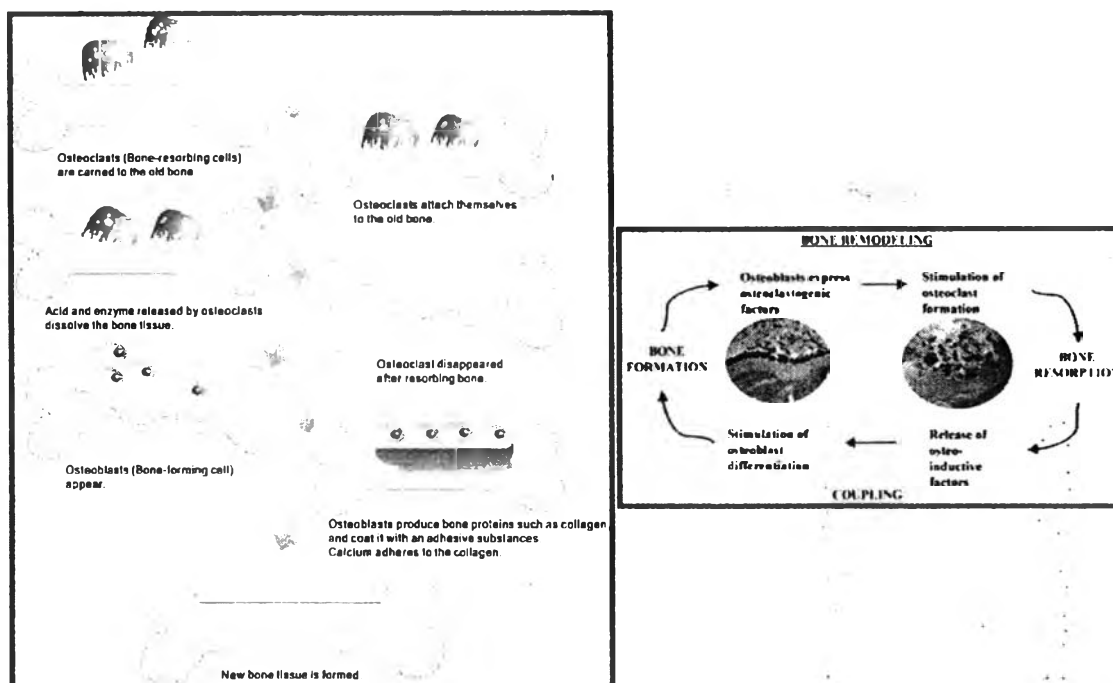 Osteoclasts (Bone-resorbing cells)
are carried to the old bone
Osteoclasts attach themselves
to the old bone.
Acid and enzyme released by osteoclasts
dissolve the bone tissue.
Osteoclast disappeared
after resorbing bone.
Osteoblasts (Bone-forming cell)
appear.
Osteoblasts produce bone proteins such as collagen
and coat it with an adhesive substances
Calcium adheres to the collagen.
New bone tissue is formed
BONE REMODELING
Osteoblasts express
osteoclastogenic
factors
Stimulation of
osteoclast
formation
BONE
FORMATION
BONE
RESORPTION
Stimulation of
osteoblast
differentiation
Release of
osteo-
inductive
factors
COUPLING